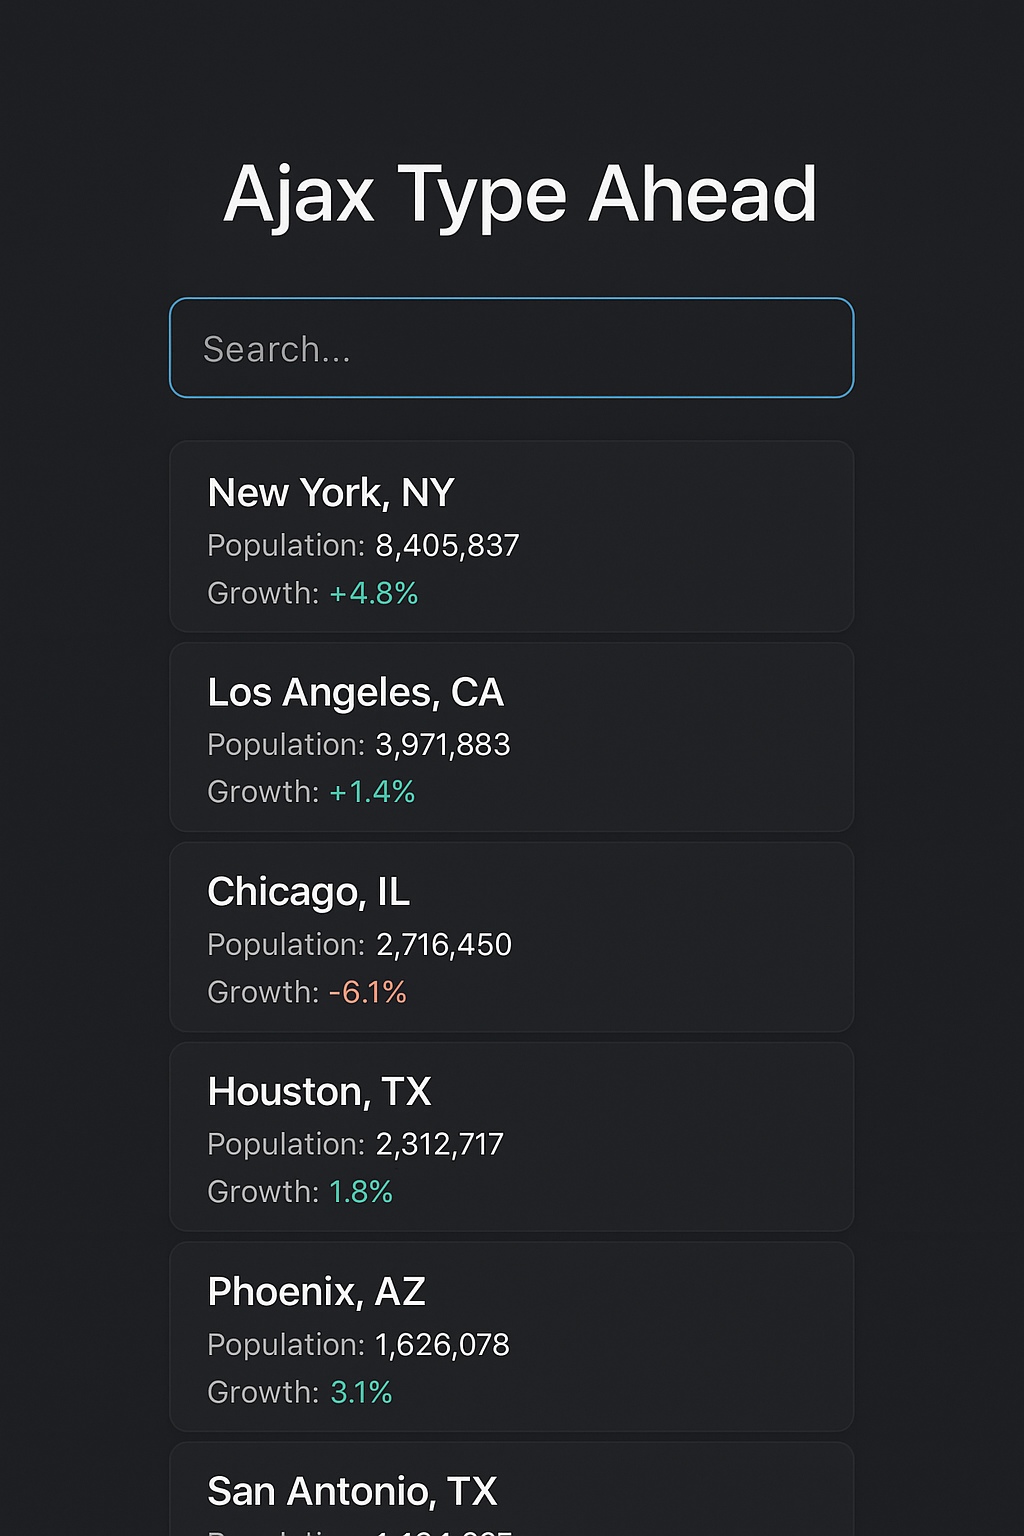 Ajax Type Ahead
Search...
New York, NY
Population: 8,405,837
Growth: +4.8%
Los Angeles, CA
Population: 3,971,883
Growth: +1.4%
Chicago, IL
Population: 2,716,450
Growth: -6.1%
Houston, TX
Population: 2,312,717
Growth: 1.8%
Phoenix, AZ
Population: 1,626,078
Growth: 3.1%
San Antonio, TX